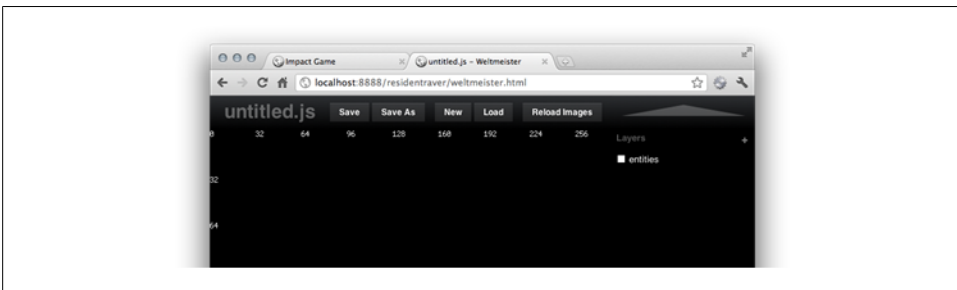 Impact Game
untitled.js - Weltmeister
localhost:8888/residentraver/weltmeister.html
untitled.js Save Save As New Load Reload Images
0 32 64 96 128 160 192 224 256
Layers +
entities
32
64